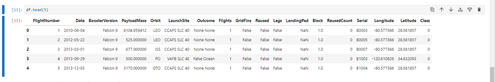 df.head(5)
FlightNumber Date BoosterVersion PayloadMass Orbit LaunchSite Outcome Flights GridFins Reused Legs LandingPad Block ReusedCount Serial Longitude Latitude Class
0 1 2010-06-04 Falcon 9 6104.959412 LEO CCAFS SLC 40 None None 1 False False False NaN 1.0 0 B0003 -80.577366 28.561857 0
1 2 2012-05-22 Falcon 9 525.000000 LEO CCAFS SLC 40 None None 1 False False False NaN 1.0 0 B0005 -80.577366 28.561857 0
2 3 2013-03-01 Falcon 9 677.000000 ISS CCAFS SLC 40 None None 1 False False False NaN 1.0 0 B0007 -80.577366 28.561857 0
3 4 2013-09-29 Falcon 9 500.000000 PO VAFB SLC 4E False Ocean 1 False False False NaN 1.0 0 B1003 -120.610829 34.632093 0
4 5 2013-12-03 Falcon 9 3170.000000 GTO CCAFS SLC 40 None None 1 False False False NaN 1.0 0 B1004 -80.577366 28.561857 0